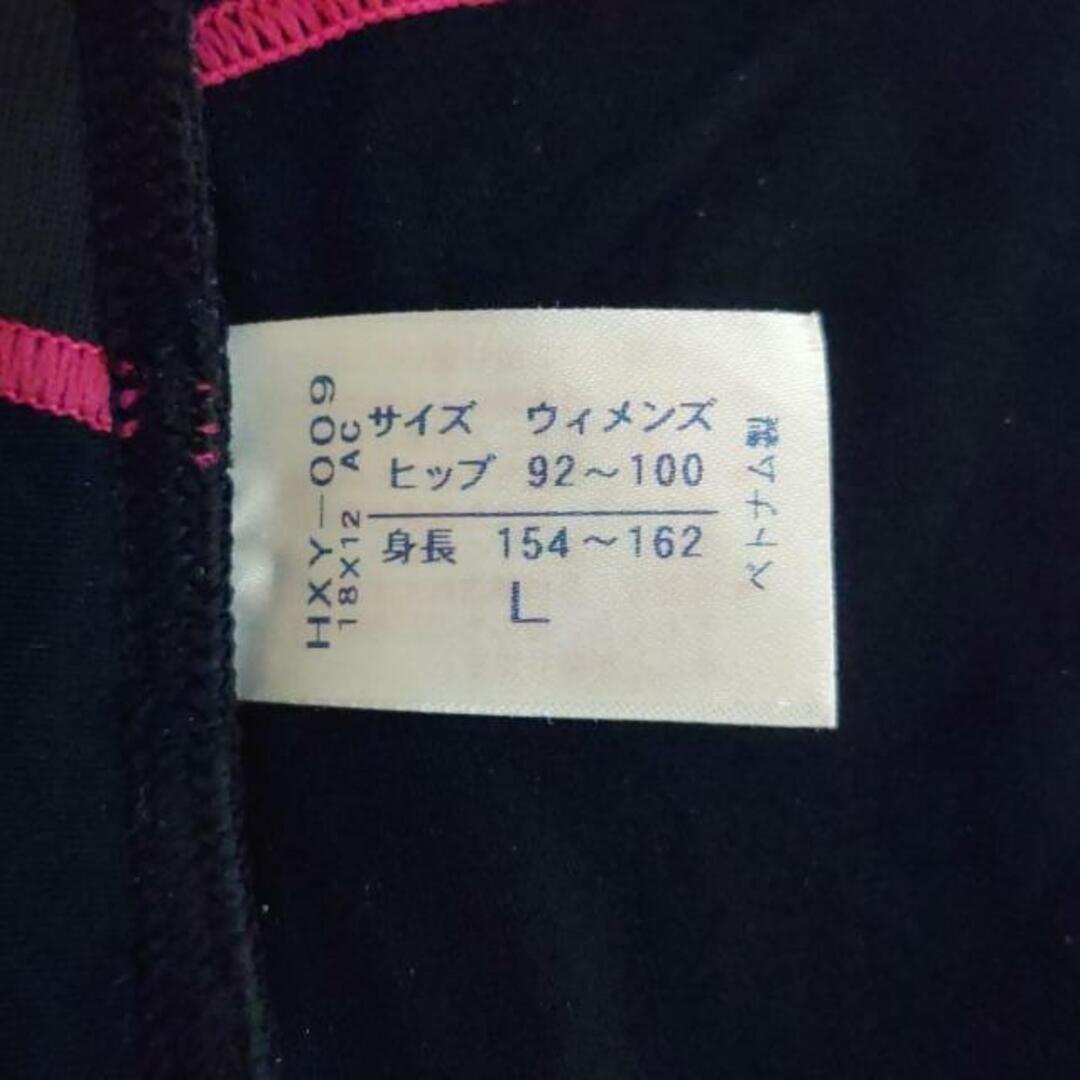 サイズ ウィメンズ
ヒップ 92～100
身長 154～162
L
HXY-009
18X12 AC
ベトナム製